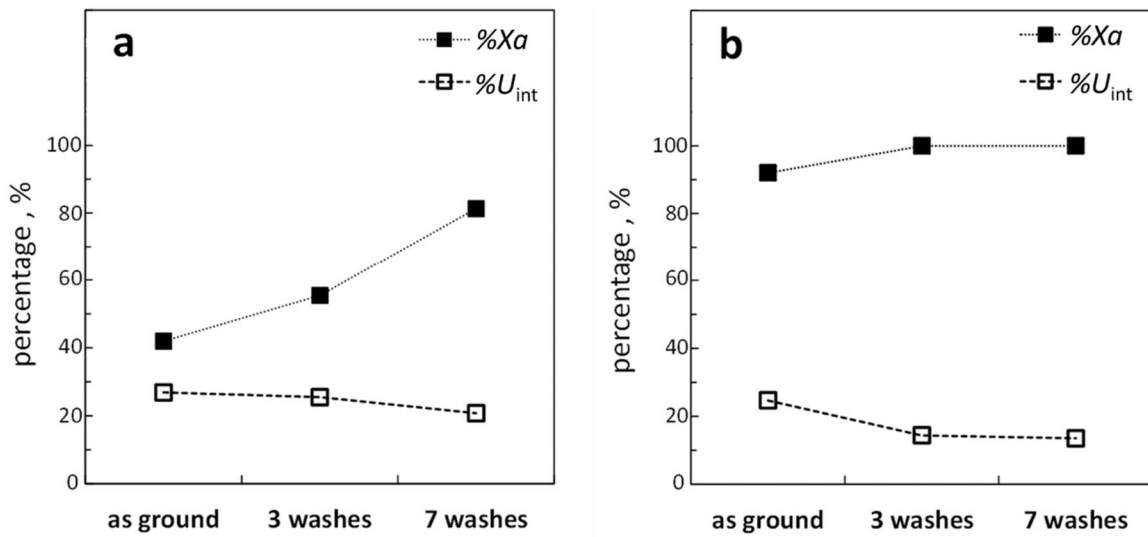 a
%Xa
%Uint
percentage , %
100
80
60
40
20
0
as ground 3 washes 7 washes
b
%Xa
%Uint
percentage , %
100
80
60
40
20
0
as ground 3 washes 7 washes